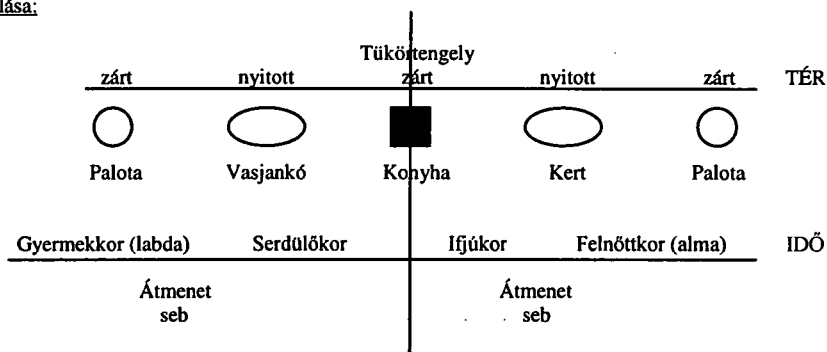 lása:
Tükörtengely
zárt nyitott zárt nyitott zárt TÉR
Palota Vasjankó Konyha Kert Palota
Gyermekkor (labda) Serdülőkor Ifjúkor Felnőttkor (alma) IDŐ
Átmenet Átmenet
seb seb